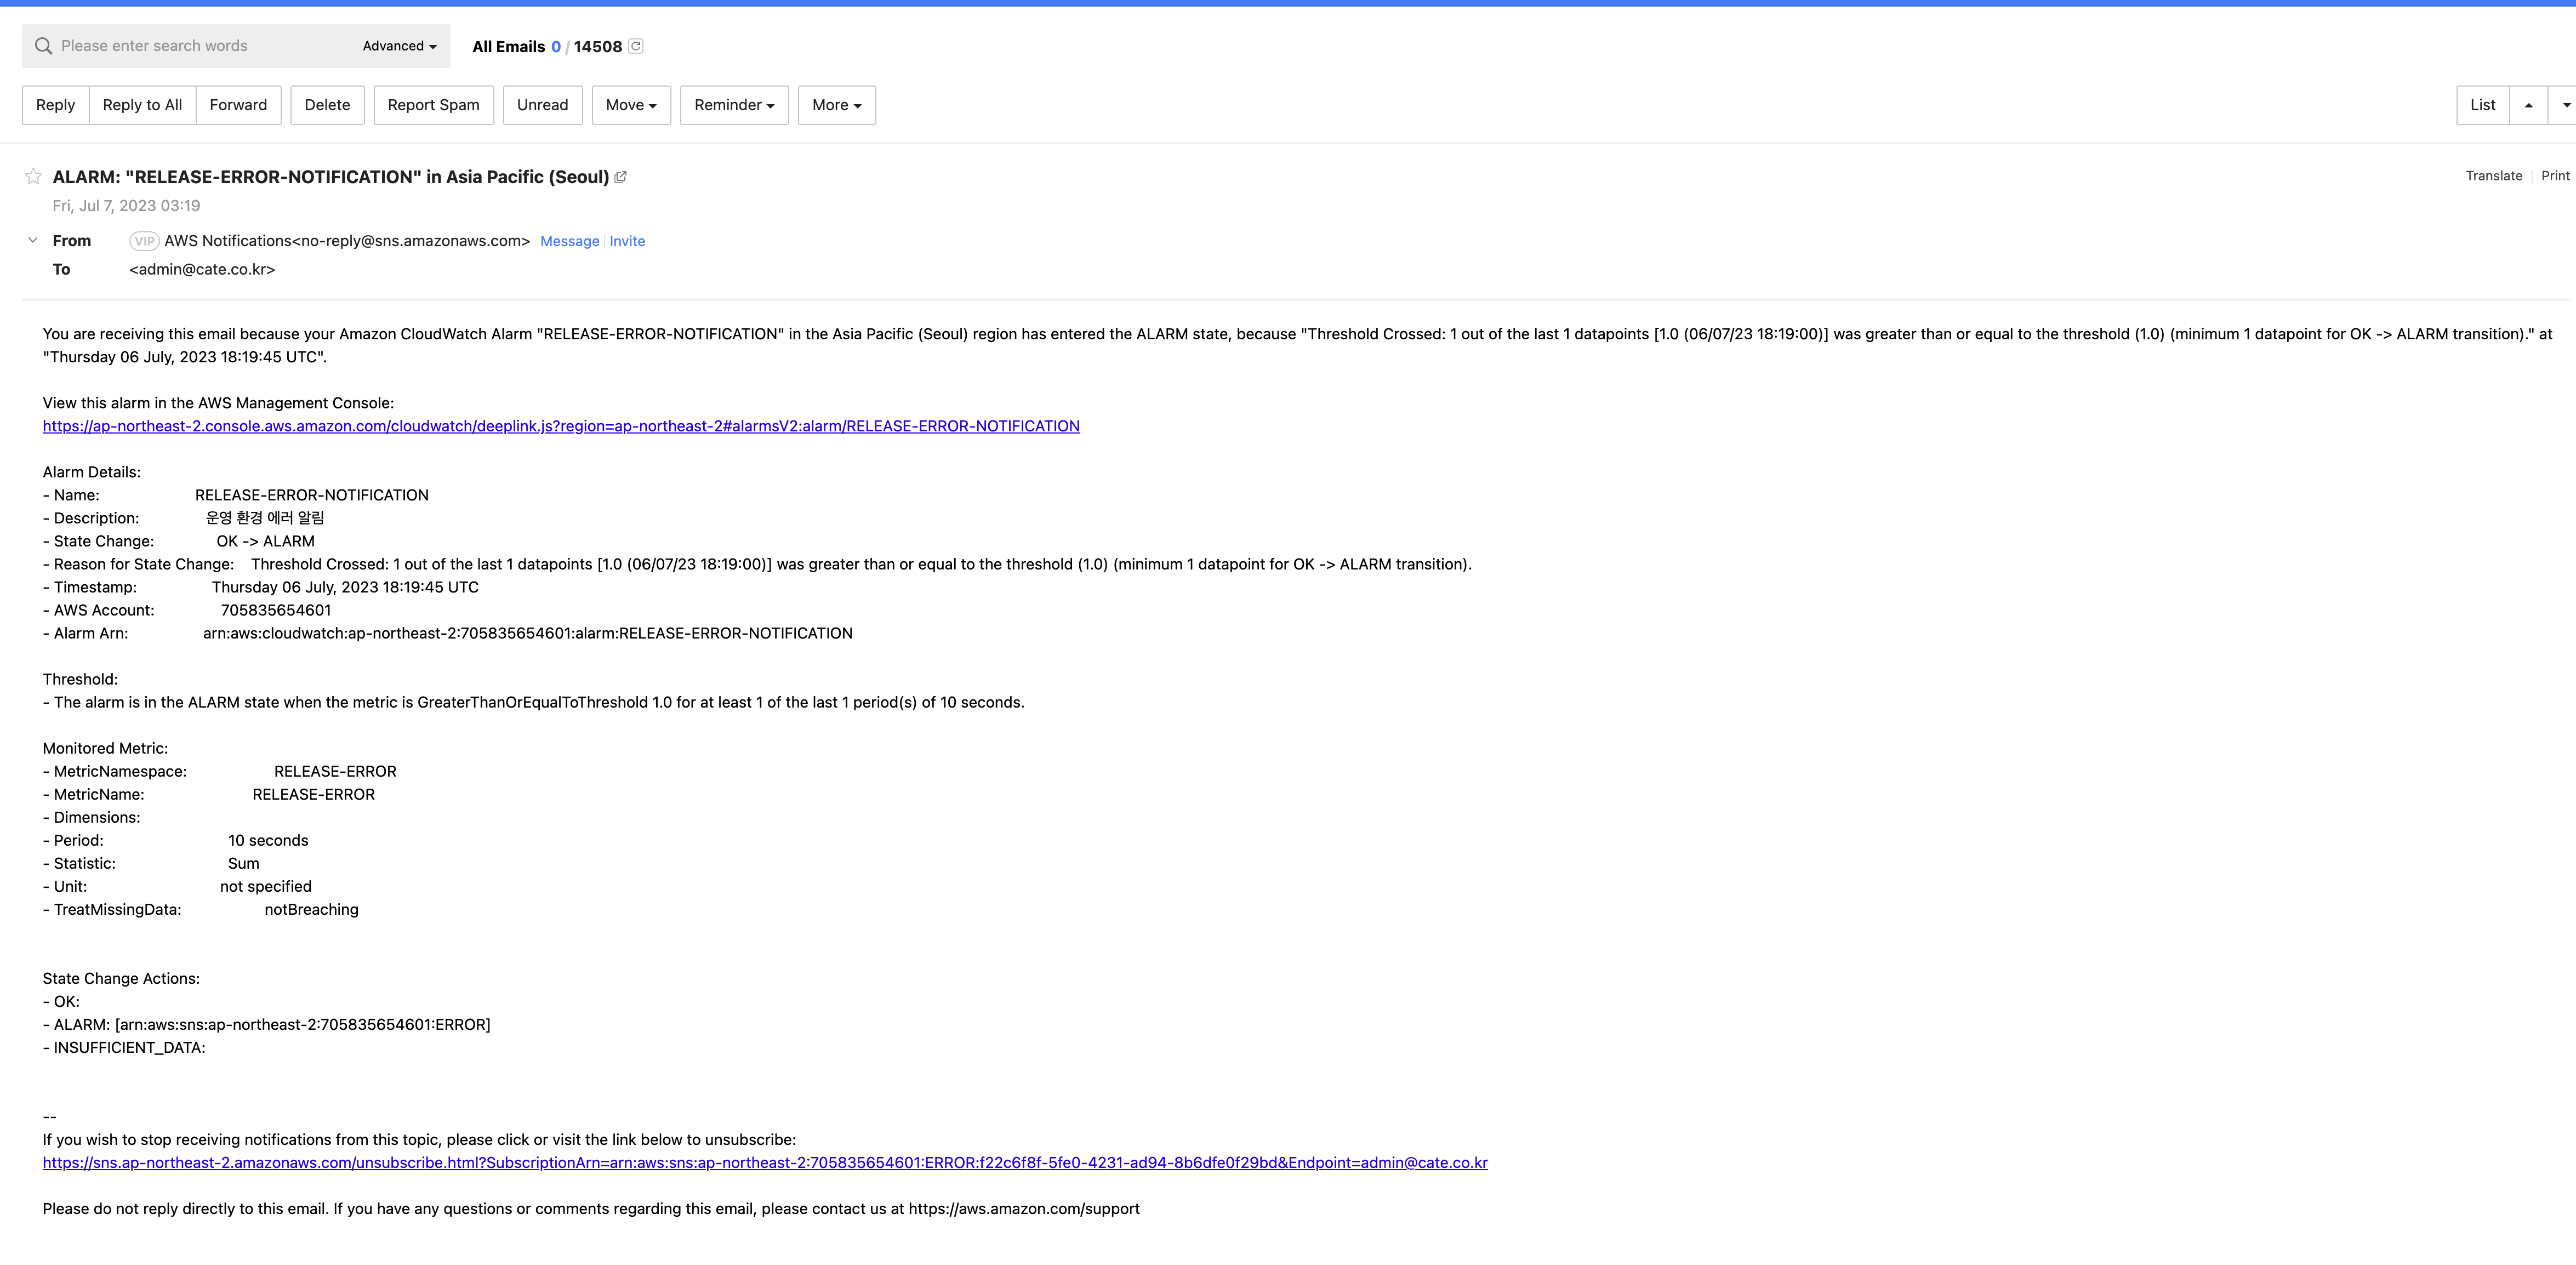 Please enter search words Advanced All Emails 0 / 14508
Reply Reply to All Forward Delete Report Spam Unread Move Reminder More List
ALARM: "RELEASE-ERROR-NOTIFICATION" in Asia Pacific (Seoul) Translate Print
Fri, Jul 7, 2023 03:19
From VIP AWS Notifications<no-reply@sns.amazonaws.com> Message Invite
To <admin@cate.co.kr>
You are receiving this email because your Amazon CloudWatch Alarm "RELEASE-ERROR-NOTIFICATION" in the Asia Pacific (Seoul) region has entered the ALARM state, because "Threshold Crossed: 1 out of the last 1 datapoints [1.0 (06/07/23 18:19:00)] was greater than or equal to the threshold (1.0) (minimum 1 datapoint for OK -> ALARM transition)." at
"Thursday 06 July, 2023 18:19:45 UTC".
View this alarm in the AWS Management Console:
https://ap-northeast-2.console.aws.amazon.com/cloudwatch/deeplink.js?region=ap-northeast-2#alarmsV2:alarm/RELEASE-ERROR-NOTIFICATION
Alarm Details:
- Name: RELEASE-ERROR-NOTIFICATION
- Description: 운영 환경 에러 알림
- State Change: OK -> ALARM
- Reason for State Change: Threshold Crossed: 1 out of the last 1 datapoints [1.0 (06/07/23 18:19:00)] was greater than or equal to the threshold (1.0) (minimum 1 datapoint for OK -> ALARM transition).
- Timestamp: Thursday 06 July, 2023 18:19:45 UTC
- AWS Account: 705835654601
- Alarm Arn: arn:aws:cloudwatch:ap-northeast-2:705835654601:alarm:RELEASE-ERROR-NOTIFICATION
Threshold:
- The alarm is in the ALARM state when the metric is GreaterThanOrEqualToThreshold 1.0 for at least 1 of the last 1 period(s) of 10 seconds.
Monitored Metric:
- MetricNamespace: RELEASE-ERROR
- MetricName: RELEASE-ERROR
- Dimensions:
- Period: 10 seconds
- Statistic: Sum
- Unit: not specified
- TreatMissingData: notBreaching
State Change Actions:
- OK:
- ALARM: [arn:aws:sns:ap-northeast-2:705835654601:ERROR]
- INSUFFICIENT_DATA:
--
If you wish to stop receiving notifications from this topic, please click or visit the link below to unsubscribe:
https://sns.ap-northeast-2.amazonaws.com/unsubscribe.html?SubscriptionArn=arn:aws:sns:ap-northeast-2:705835654601:ERROR:f22c6f8f-5fe0-4231-ad94-8b6dfe0f29bd&Endpoint=admin@cate.co.kr
Please do not reply directly to this email. If you have any questions or comments regarding this email, please contact us at https://aws.amazon.com/support